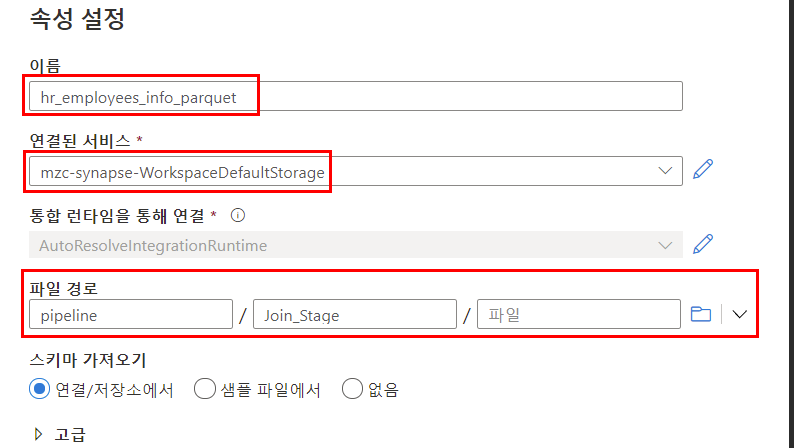 속성 설정
이름
hr_employees_info_parquet
연결된 서비스 *
mzc-synapse-WorkspaceDefaultStorage
통합 런타임을 통해 연결 *
AutoResolveIntegrationRuntime
파일 경로
pipeline / Join_Stage / 파일
스키마 가져오기
연결/저장소에서 샘플 파일에서 없음
고급